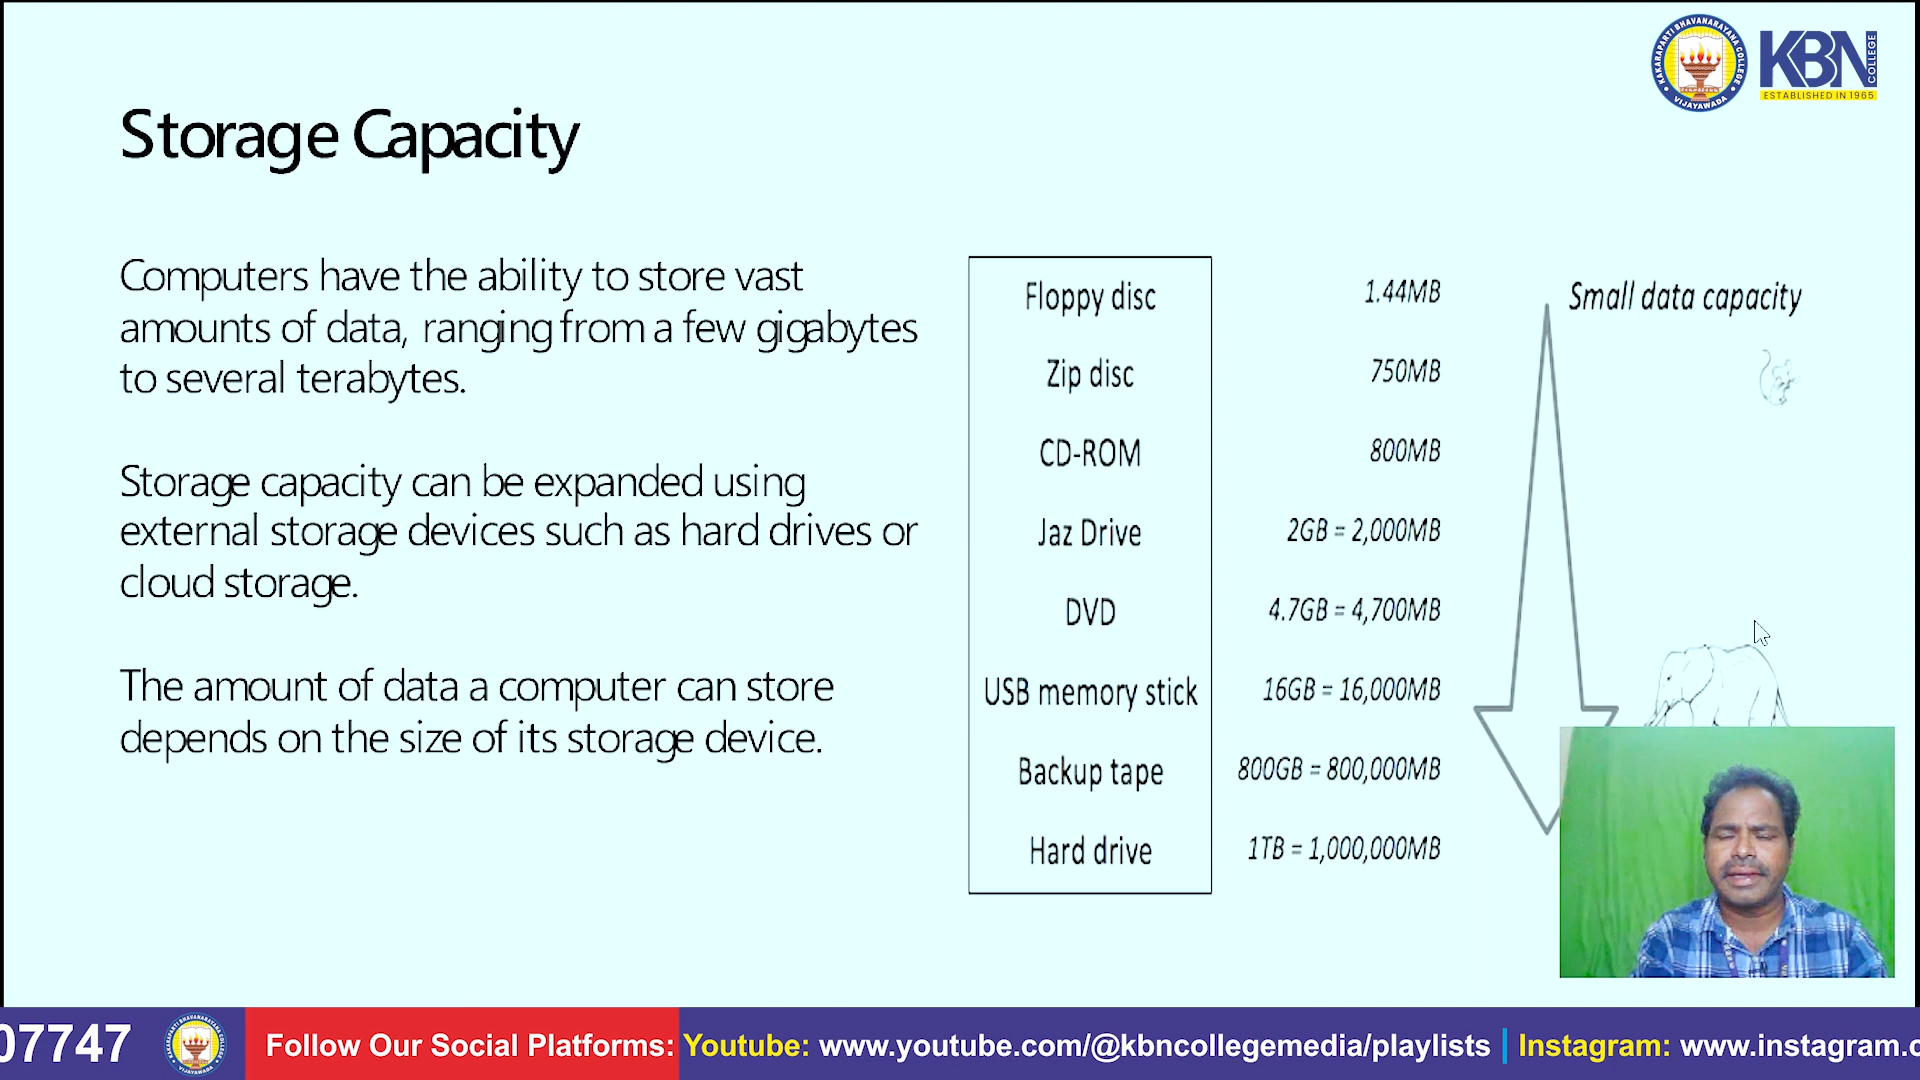 KAKARAPARTI BHAVANARAYANA COLLEGE
VIJAYAWADA
KBN
COLLEGE
ESTABLISHED IN 1965
Storage Capacity
Computers have the ability to store vast
amounts of data, ranging from a few gigabytes
to several terabytes.
Storage capacity can be expanded using
external storage devices such as hard drives or
cloud storage.
The amount of data a computer can store
depends on the size of its storage device.
Floppy disc 1.44MB
Small data capacity
Zip disc 750MB
CD-ROM 800MB
Jaz Drive 2GB = 2,000MB
DVD 4.7GB = 4,700MB
USB memory stick 16GB = 16,000MB
Backup tape 800GB = 800,000MB
Hard drive 1TB = 1,000,000MB
07747 Follow Our Social Platforms: Youtube: www.youtube.com/@kbncollegemedia/playlists | Instagram: www.instagram.c